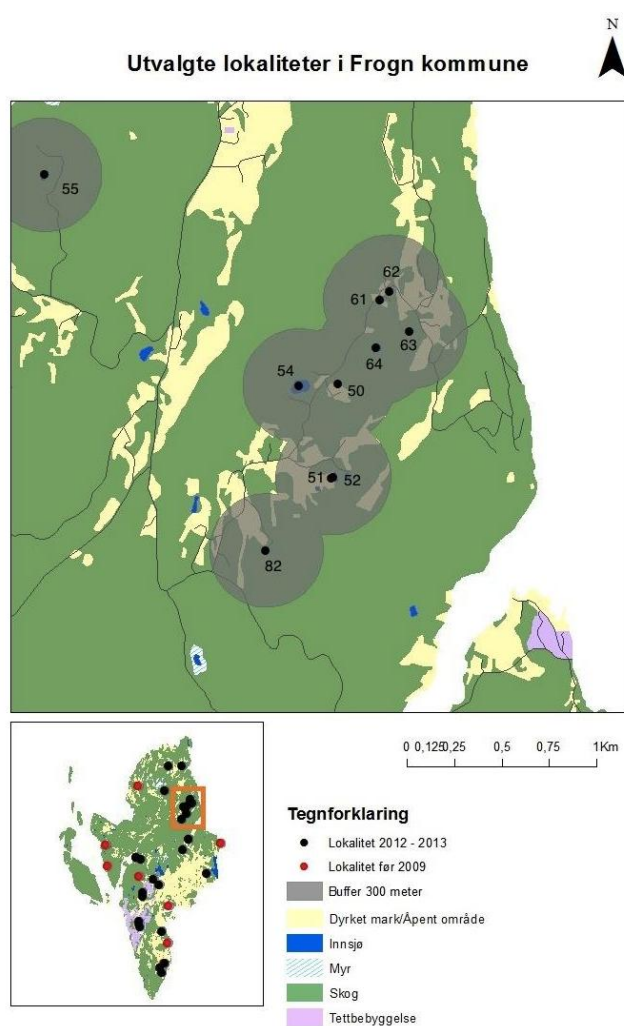 N
Utvalgte lokaliteter i Frogn kommune
55
62
61
63
64
54
50
51
52
82
0 0,125 0,25 0,5 0,75 1Km
Tegnforklaring
Lokalitet 2012 - 2013
Lokalitet før 2009
Buffer 300 meter
Dyrket mark/Åpent område
Innsjø
Myr
Skog
Tettbebyggelse